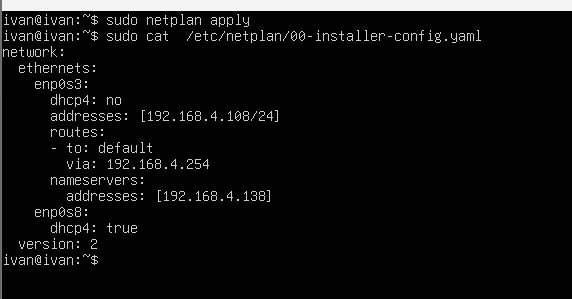 ivan@ivan:~$ sudo netplan apply
ivan@ivan:~$ sudo cat  /etc/netplan/00-installer-config.yaml
network:
  ethernets:
    enp0s3:
      dhcp4: no
      addresses: [192.168.4.108/24]
      routes:
      - to: default
        via: 192.168.4.254
      nameservers:
        addresses: [192.168.4.138]
    enp0s8:
      dhcp4: true
  version: 2
ivan@ivan:~$